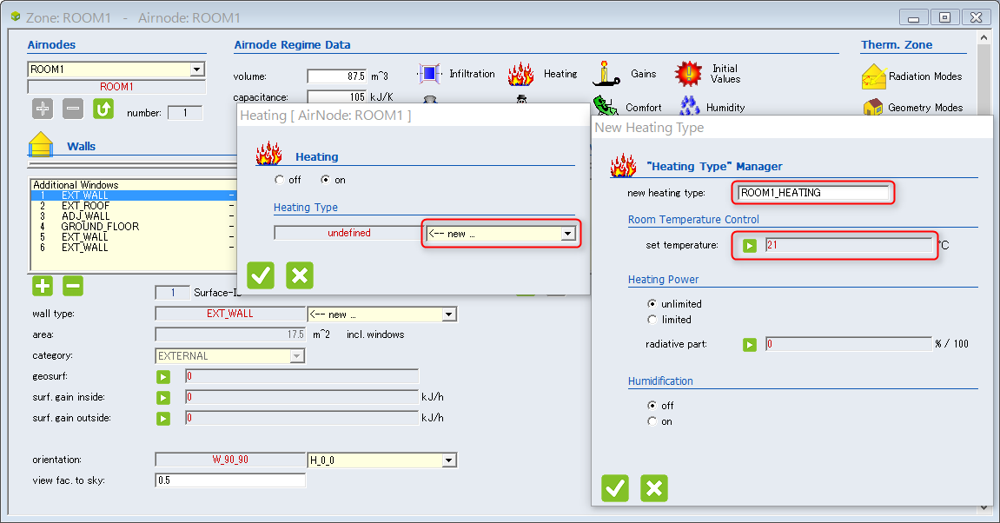 Zone: ROOM1 - Airnode: ROOM1
Airnodes
ROOM1
ROOM1
number: 1
Walls
Airnode Regime Data
volume: 87.5 m^3
capacitance: 105 kJ/K
Infiltration
Heating
Gains
Initial Values
Comfort
Humidity
Therm. Zone
Radiation Modes
Geometry Modes
Additional Windows
1 EXT_WALL -
2 EXT_ROOF -
3 ADJ_WALL -
4 GROUND_FLOOR -
5 EXT_WALL -
6 EXT_WALL -
1 Surface-I
wall type: EXT_WALL <-- new ...
area: 17.5 m^2 incl. windows
category: EXTERNAL
geosurf: 0
surf. gain inside: 0 kJ/h
surf. gain outside: 0 kJ/h
orientation: W_90_90 H_0_0
view fac. to sky: 0.5
Heating [ AirNode: ROOM1 ]
Heating
off on
Heating Type
undefined <-- new ...
New Heating Type
"Heating Type" Manager
new heating type: ROOM1_HEATING
Room Temperature Control
set temperature: 21 °C
Heating Power
unlimited
limited
radiative part: 0 % / 100
Humidification
off
on